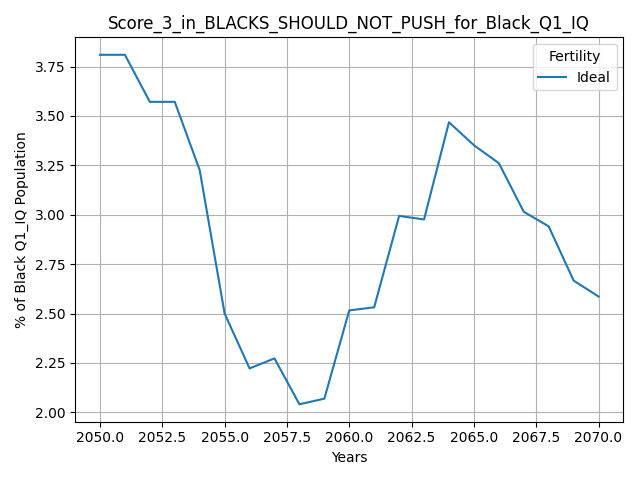 Score_3_in_BLACKS_SHOULD_NOT_PUSH_for_Black_Q1_IQ
Fertility
Ideal
% of Black Q1_IQ Population
3.75
3.50
3.25
3.00
2.75
2.50
2.25
2.00
2050.0 2052.5 2055.0 2057.5 2060.0 2062.5 2065.0 2067.5 2070.0
Years